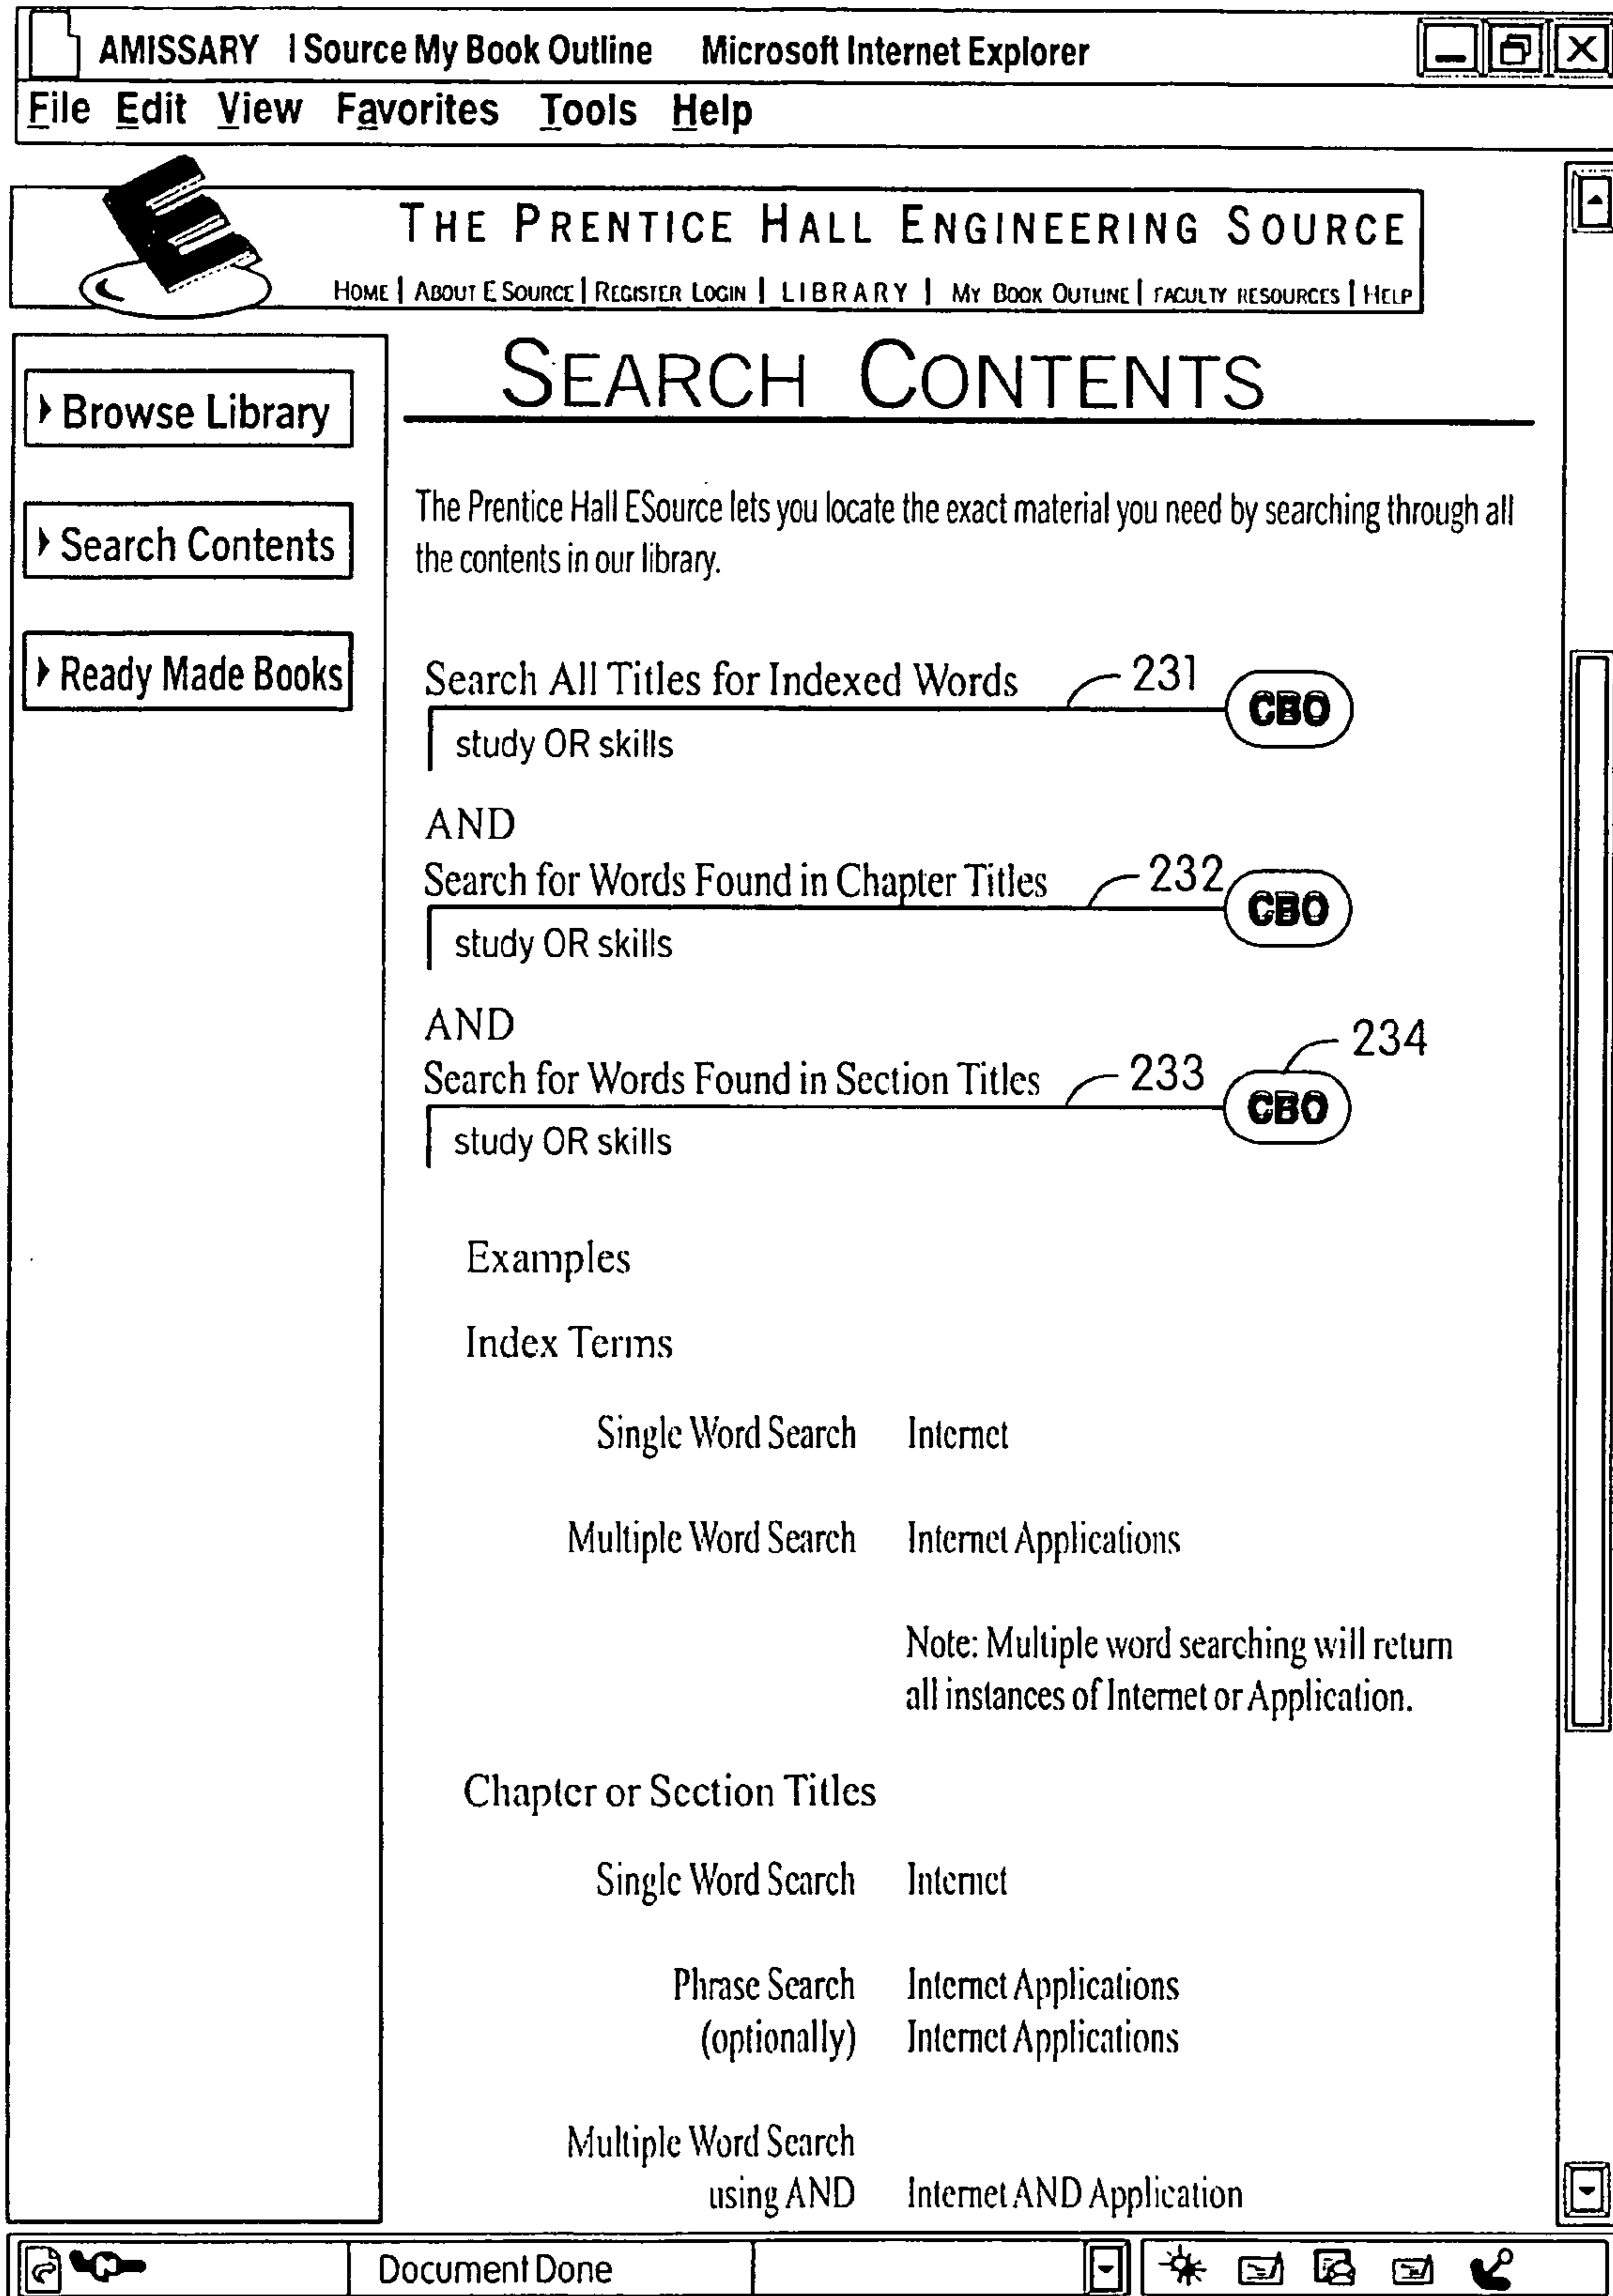 AMISSARY I Source My Book Outline Microsoft Internet Explorer
File Edit View Favorites Tools Help
THE PRENTICE HALL ENGINEERING SOURCE
HOME | ABOUT E SOURCE | REGISTER LOGIN | LIBRARY | MY BOOK OUTLINE | FACULTY RESOURCES | HELP
Browse Library
Search Contents
Ready Made Books
SEARCH CONTENTS
The Prentice Hall ESource lets you locate the exact material you need by searching through all
the contents in our library.
Search All Titles for Indexed Words 231 CBO
study OR skills
AND
Search for Words Found in Chapter Titles 232 CBO
study OR skills
AND
234
Search for Words Found in Section Titles 233 CBO
study OR skills
Examples
Index Terms
Single Word Search Internet
Multiple Word Search Internet Applications
Note: Multiple word searching will return
all instances of Internet or Application.
Chapter or Section Titles
Single Word Search Internet
Phrase Search Internet Applications
(optionally) Internet Applications
Multiple Word Search
using AND Internet AND Application
Document Done